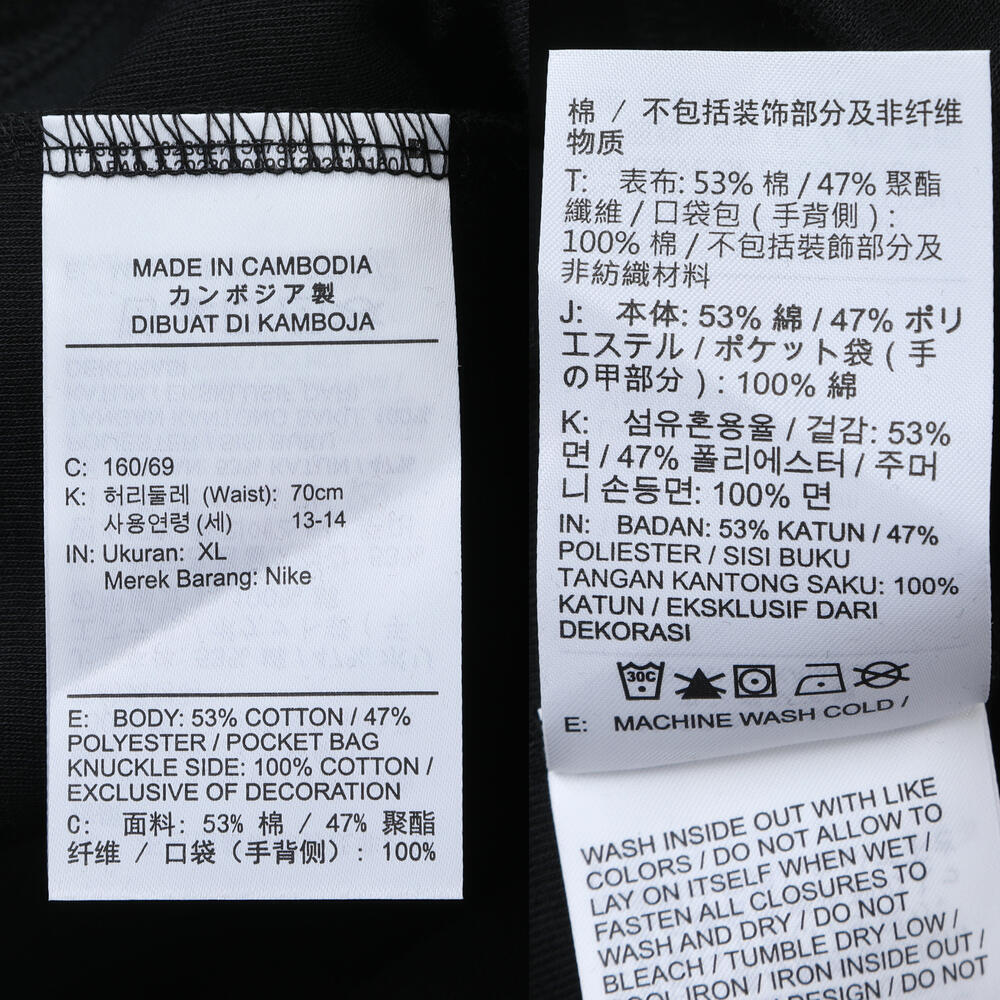 MADE IN CAMBODIA
カンボジア製
DIBUAT DI KAMBOJA
C: 160/69
K: 허리둘레 (Waist): 70cm
사용연령 (세) 13-14
IN: Ukuran: XL
Merek Barang: Nike
E: BODY: 53% COTTON / 47%
POLYESTER / POCKET BAG
KNUCKLE SIDE: 100% COTTON /
EXCLUSIVE OF DECORATION
C: 面料: 53% 棉 / 47% 聚酯
纤维 / 口袋（手背侧）: 100%
棉 / 不包括装饰部分及非纤维
物质
T: 表布: 53% 棉 / 47% 聚酯
纖維 / 口袋包 ( 手背側 ) :
100% 棉 / 不包括裝飾部分及
非紡織材料
J: 本体: 53% 綿 / 47% ポリ
エステル / ポケット袋 ( 手
の甲部分 ) : 100% 綿
K: 섬유혼용율 / 겉감: 53%
면 / 47% 폴리에스터 / 주머
니 손등면: 100% 면
IN: BADAN: 53% KATUN / 47%
POLIESTER / SISI BUKU
TANGAN KANTONG SAKU: 100%
KATUN / EKSKLUSIF DARI
DEKORASI
30C
E: MACHINE WASH COLD /
WASH INSIDE OUT WITH LIKE
COLORS / DO NOT ALLOW TO
LAY ON ITSELF WHEN WET /
FASTEN ALL CLOSURES TO
WASH AND DRY / DO NOT
BLEACH / TUMBLE DRY LOW /
COOL IRON / IRON INSIDE OUT /
DESIGN / DO NOT